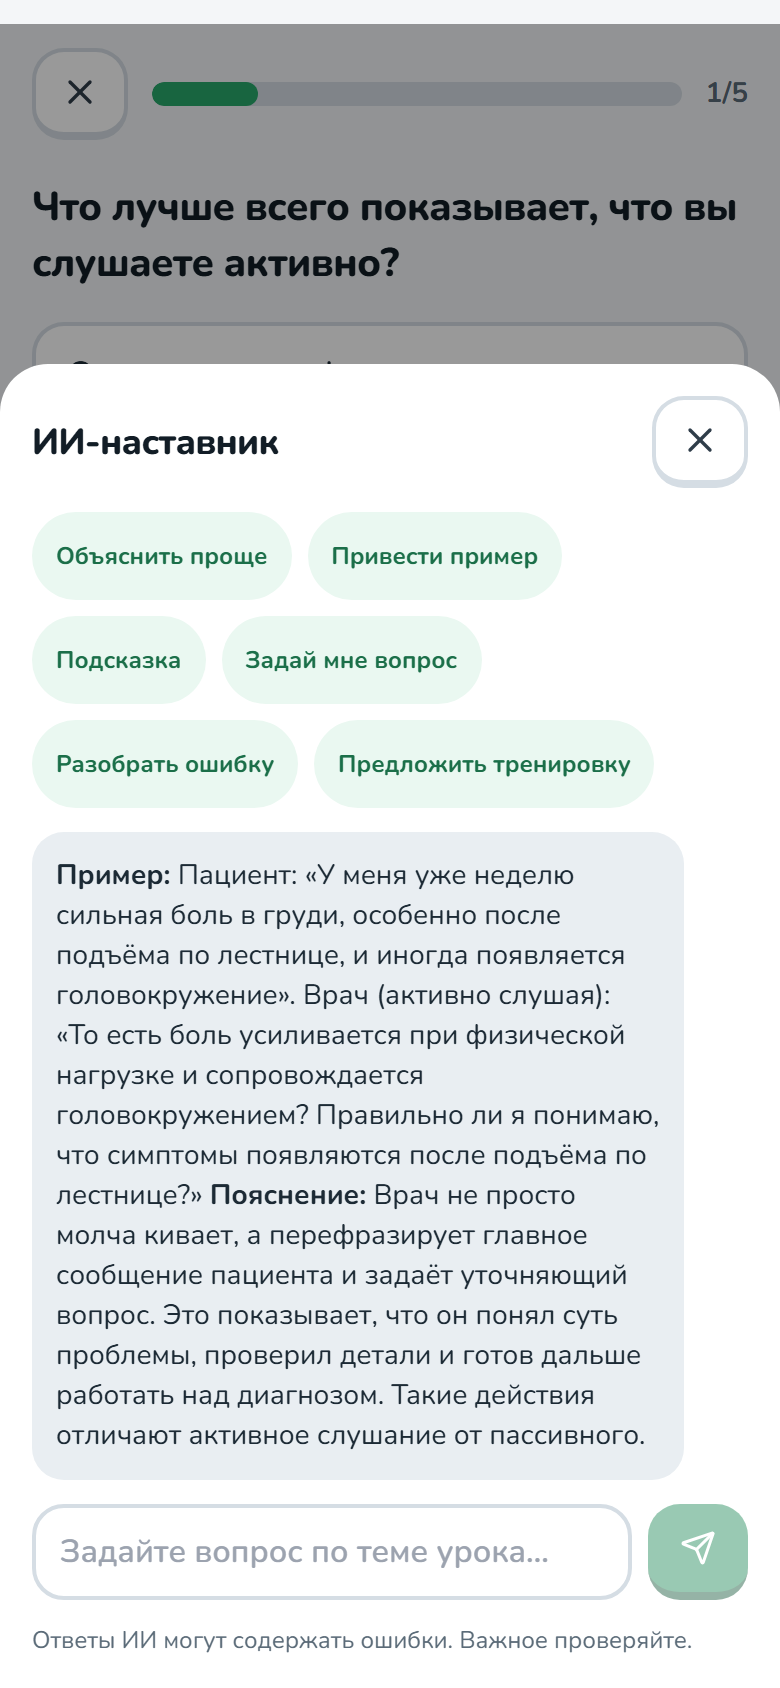 1/5
Что лучше всего показывает, что вы
слушаете активно?
ИИ-наставник
Объяснить проще
Привести пример
Подсказка
Задай мне вопрос
Разобрать ошибку
Предложить тренировку
Пример: Пациент: «У меня уже неделю
сильная боль в груди, особенно после
подъёма по лестнице, и иногда появляется
головокружение». Врач (активно слушая):
«То есть боль усиливается при физической
нагрузке и сопровождается
головокружением? Правильно ли я понимаю,
что симптомы появляются после подъёма по
лестнице?» Пояснение: Врач не просто
молча кивает, а перефразирует главное
сообщение пациента и задаёт уточняющий
вопрос. Это показывает, что он понял суть
проблемы, проверил детали и готов дальше
работать над диагнозом. Такие действия
отличают активное слушание от пассивного.
Задайте вопрос по теме урока...
Ответы ИИ могут содержать ошибки. Важное проверяйте.